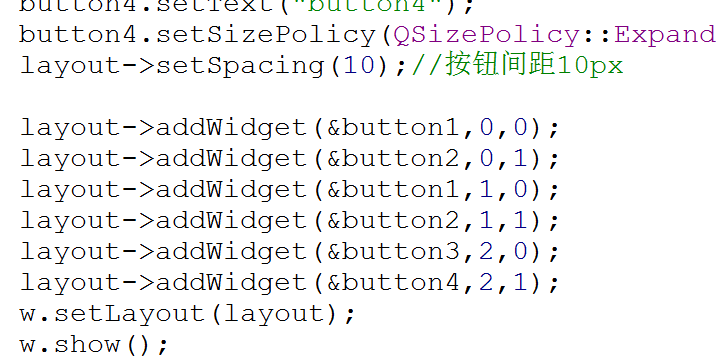 button4.setText("button4");
button4.setSizePolicy(QSizePolicy::Expand
layout->setSpacing(10);//按钮间距10px
layout->addWidget(&button1,0,0);
layout->addWidget(&button2,0,1);
layout->addWidget(&button1,1,0);
layout->addWidget(&button2,1,1);
layout->addWidget(&button3,2,0);
layout->addWidget(&button4,2,1);
w.setLayout(layout);
w.show();